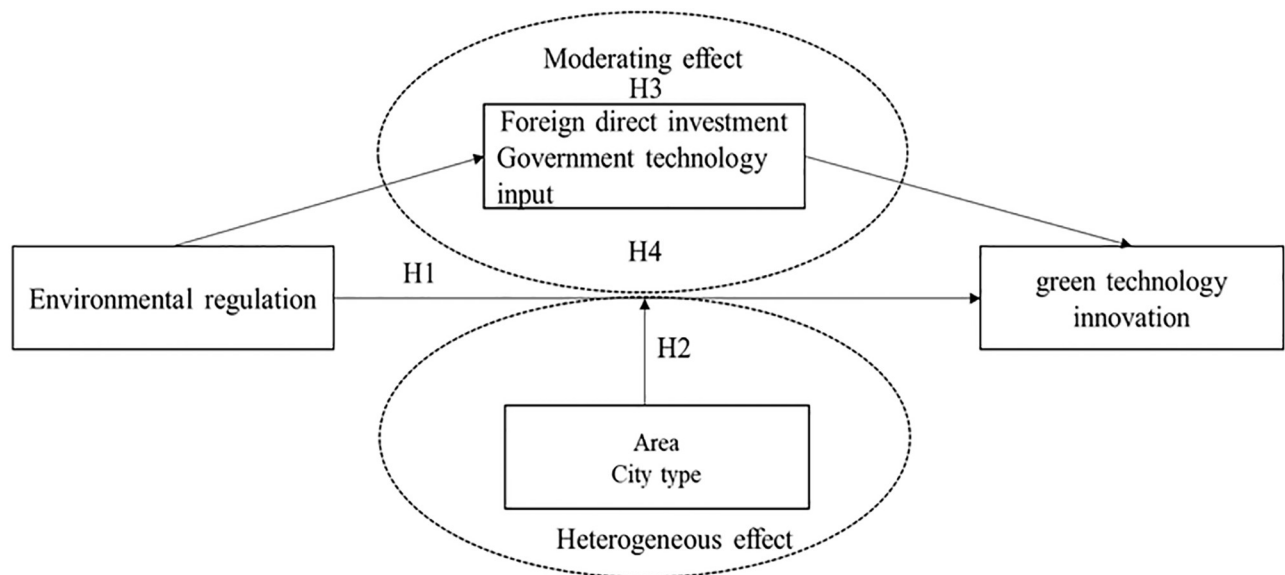 Moderating effect
H3
Foreign direct investment
Government technology
input
H4
H1
Environmental regulation
green technology
innovation
H2
Area
City type
Heterogeneous effect